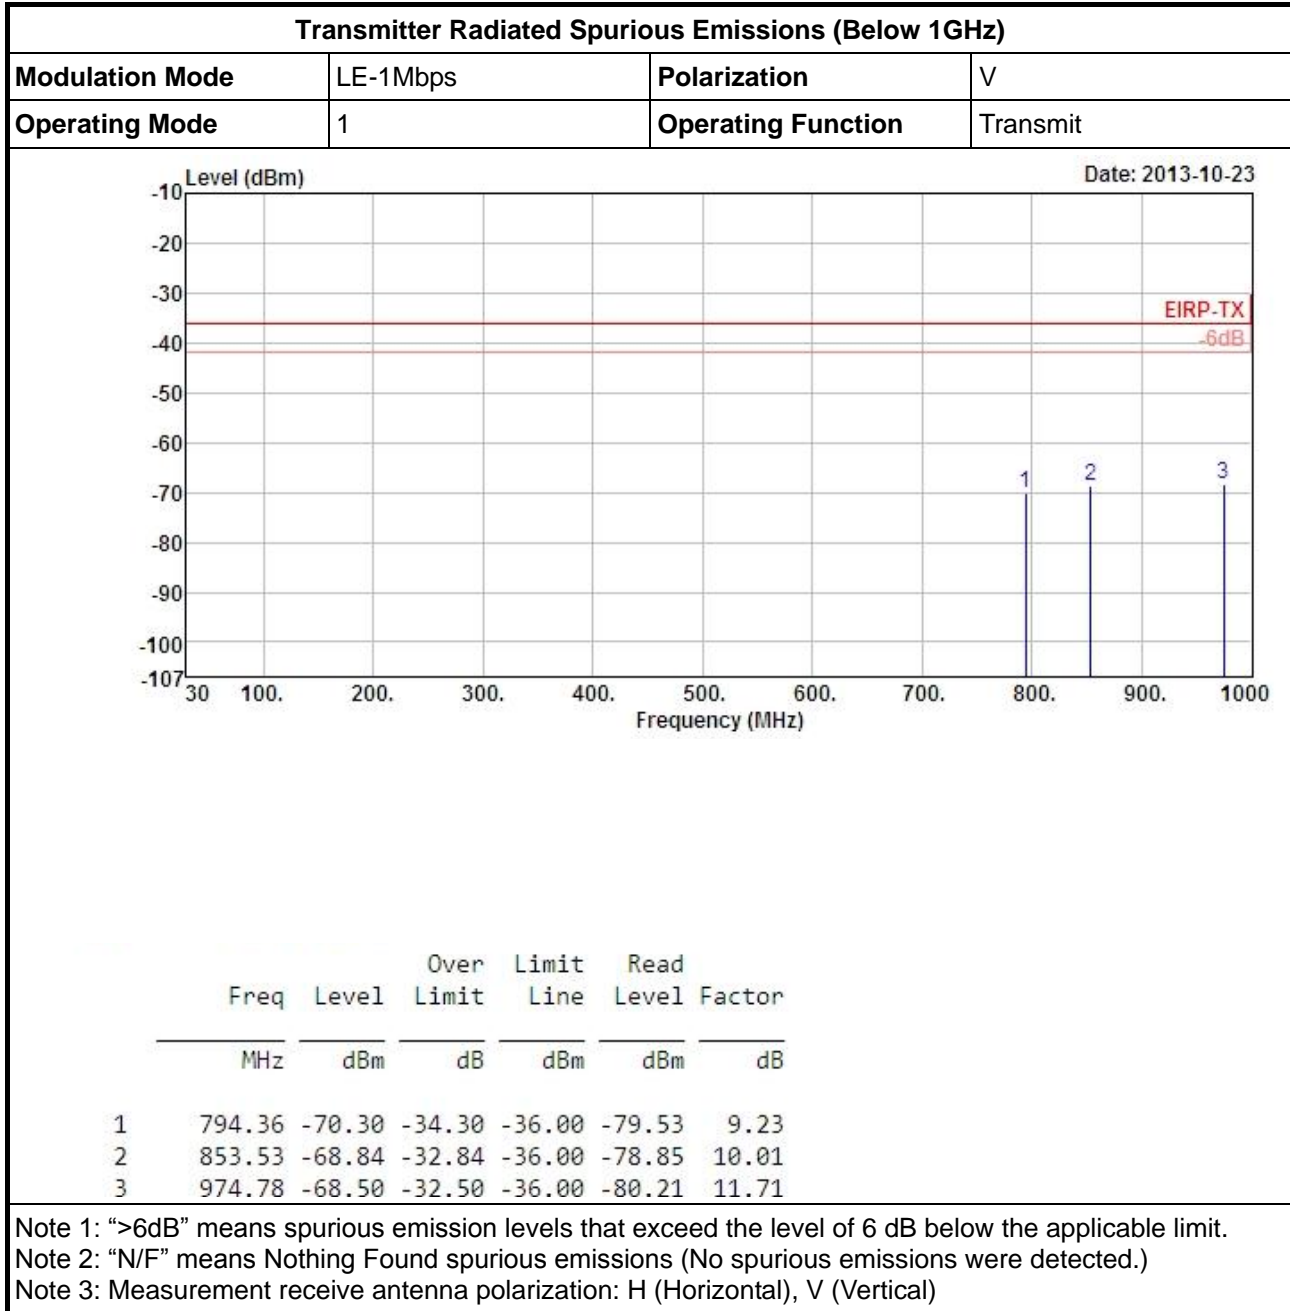 Transmitter Radiated Spurious Emissions (Below 1GHz)
Modulation Mode LE-1Mbps Polarization V
Operating Mode 1 Operating Function Transmit
Level (dBm) Date: 2013-10-23
-10
-20
-30
EIRP-TX
-6dB
-40
-50
-60
1 2 3
-70
-80
-90
-100
-107
30 100. 200. 300. 400. 500. 600. 700. 800. 900. 1000
Frequency (MHz)
Over Limit Read
Freq Level Limit Line Level Factor
MHz dBm dB dBm dBm dB
1 794.36 -70.30 -34.30 -36.00 -79.53 9.23
2 853.53 -68.84 -32.84 -36.00 -78.85 10.01
3 974.78 -68.50 -32.50 -36.00 -80.21 11.71
Note 1: “>6dB” means spurious emission levels that exceed the level of 6 dB below the applicable limit.
Note 2: “N/F” means Nothing Found spurious emissions (No spurious emissions were detected.)
Note 3: Measurement receive antenna polarization: H (Horizontal), V (Vertical)